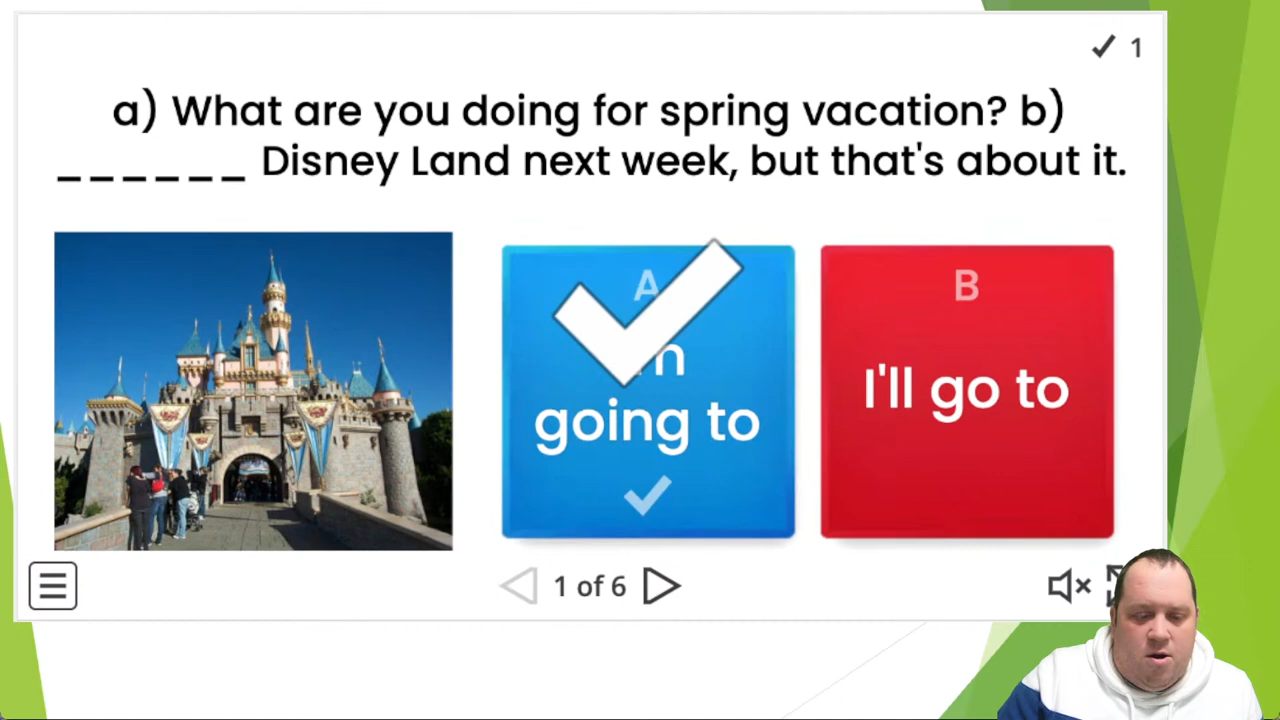 1
a) What are you doing for spring vacation? b)
______ Disney Land next week, but that's about it.
A
going to
B
I'll go to
1 of 6